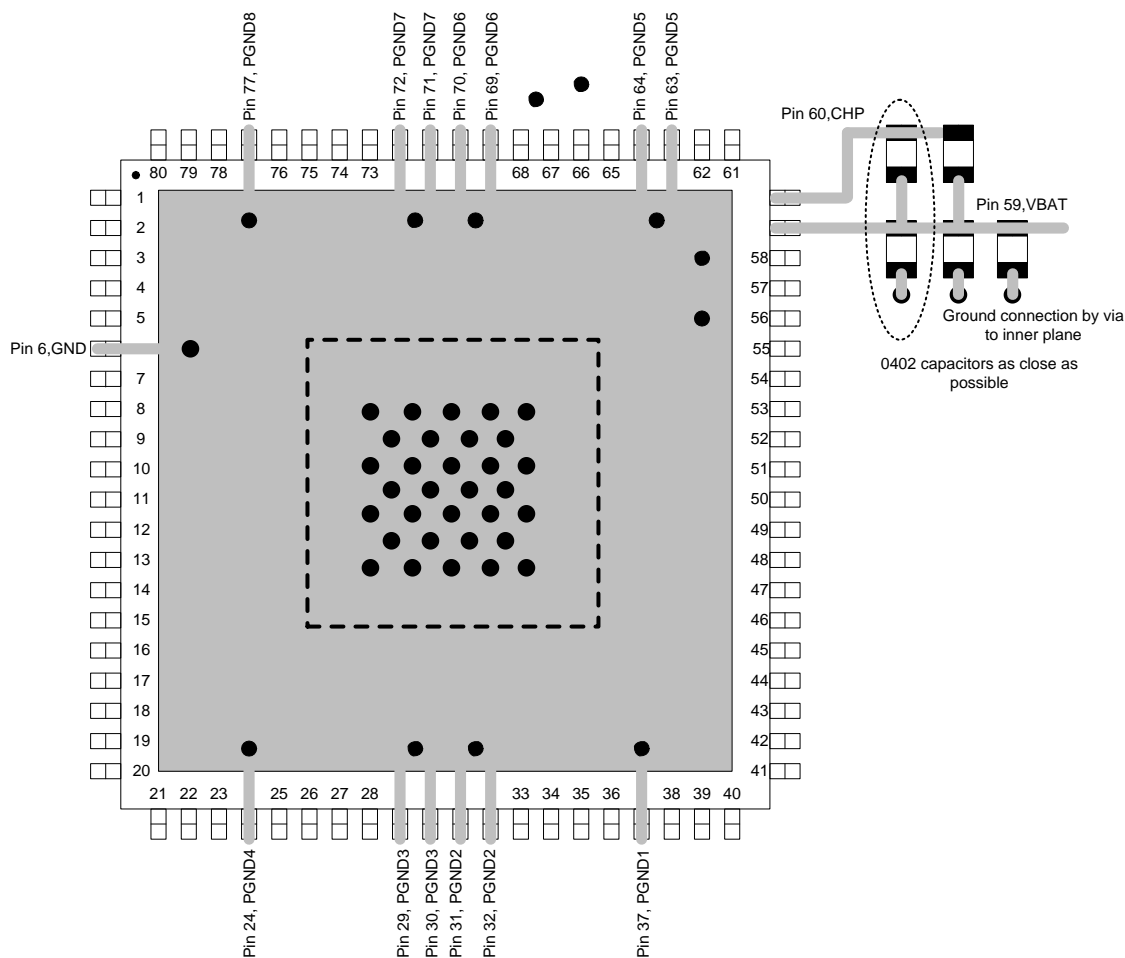 Pin 77, PGND8
Pin 72, PGND7
Pin 71, PGND7
Pin 70, PGND6
Pin 69, PGND6
Pin 64, PGND5
Pin 63, PGND5
80 79 78 76 75 74 73 68 67 66 65 62 61
1
2
3
4
5
Pin 6,GND
7
8
9
10
11
12
13
14
15
16
17
18
19
20
Pin 60,CHP
Pin 59,VBAT
Ground connection by via
to inner plane
0402 capacitors as close as
possible
58
57
56
55
54
53
52
51
50
49
48
47
46
45
44
43
42
41
21 22 23 25 26 27 28 33 34 35 36 38 39 40
Pin 24, PGND4
Pin 29, PGND3
Pin 30, PGND3
Pin 31, PGND2
Pin 32, PGND2
Pin 37, PGND1